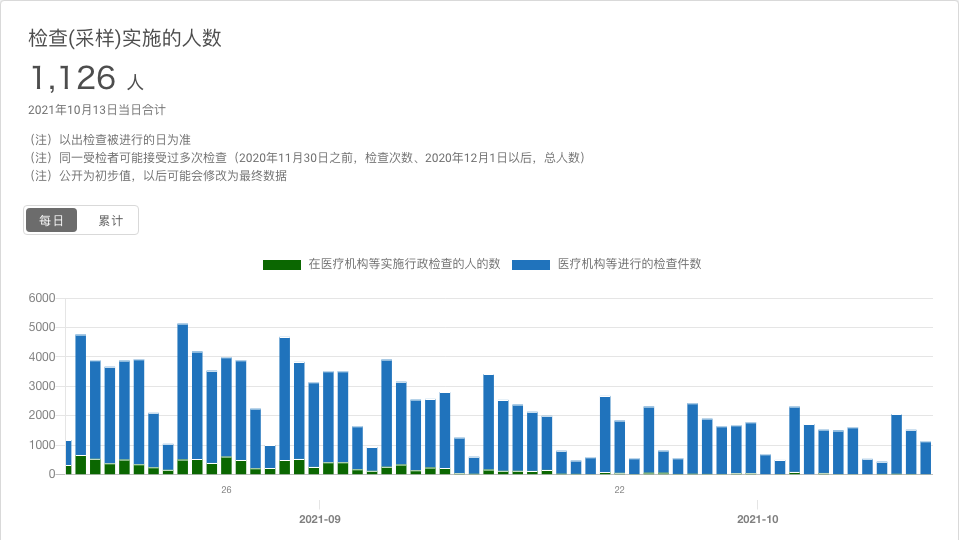 检查(采样)实施的人数
1,126 人
2021年10月13日当日合计
（注）以出检查被进行的日为准
（注）同一受检者可能接受过多次检查（2020年11月30日之前，检查次数、2020年12月1日以后，总人数）
（注）公开为初步值，以后可能会修改为最终数据
每日 累计
在医疗机构等实施行政检查的人的数 医疗机构等进行的检查件数
6000
5000
4000
3000
2000
1000
0
26 22
2021-09 2021-10